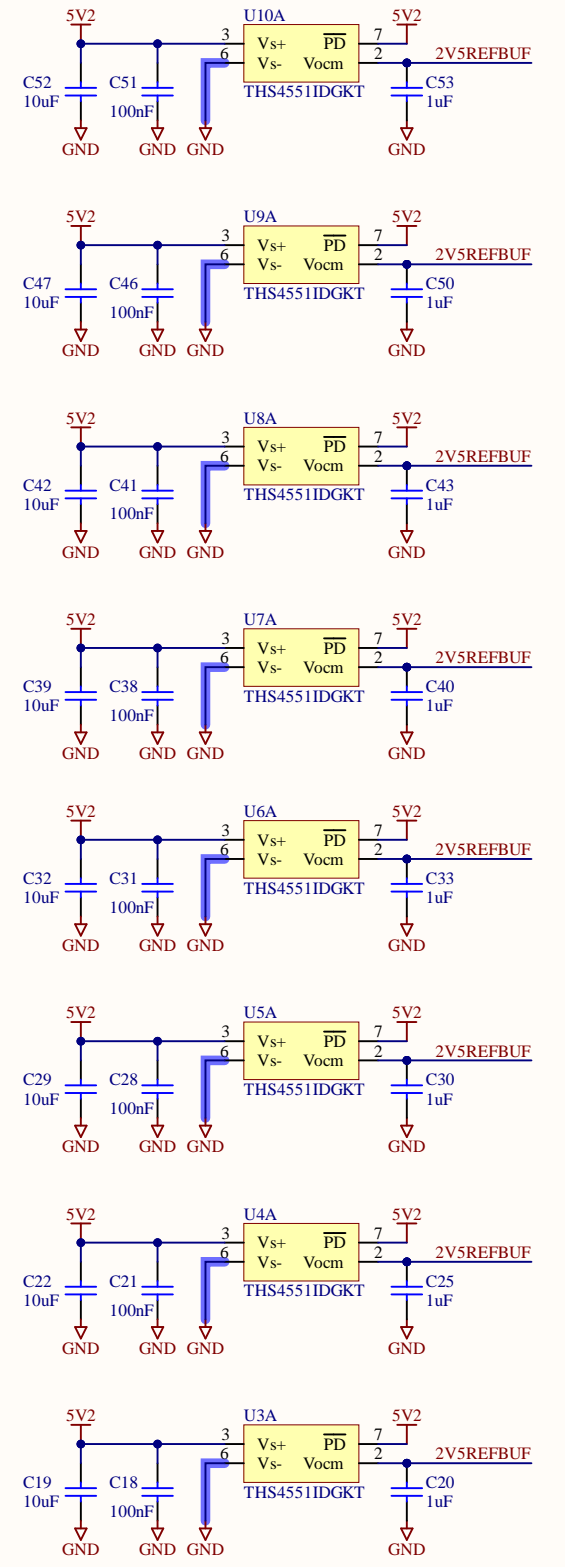 5V2 U10A 5V2
3 Vs+ PD 7
6 Vs- Vocm 2 2V5REFBUF
C52 C51 THS4551IDGKT C53
10uF 100nF 1uF
GND GND GND GND
5V2 U9A 5V2
3 Vs+ PD 7
6 Vs- Vocm 2 2V5REFBUF
C47 C46 THS4551IDGKT C50
10uF 100nF 1uF
GND GND GND GND
5V2 U8A 5V2
3 Vs+ PD 7
6 Vs- Vocm 2 2V5REFBUF
C42 C41 THS4551IDGKT C43
10uF 100nF 1uF
GND GND GND GND
5V2 U7A 5V2
3 Vs+ PD 7
6 Vs- Vocm 2 2V5REFBUF
C39 C38 THS4551IDGKT C40
10uF 100nF 1uF
GND GND GND GND
5V2 U6A 5V2
3 Vs+ PD 7
6 Vs- Vocm 2 2V5REFBUF
C32 C31 THS4551IDGKT C33
10uF 100nF 1uF
GND GND GND GND
5V2 U5A 5V2
3 Vs+ PD 7
6 Vs- Vocm 2 2V5REFBUF
C29 C28 THS4551IDGKT C30
10uF 100nF 1uF
GND GND GND GND
5V2 U4A 5V2
3 Vs+ PD 7
6 Vs- Vocm 2 2V5REFBUF
C22 C21 THS4551IDGKT C25
10uF 100nF 1uF
GND GND GND GND
5V2 U3A 5V2
3 Vs+ PD 7
6 Vs- Vocm 2 2V5REFBUF
C19 C18 THS4551IDGKT C20
10uF 100nF 1uF
GND GND GND GND